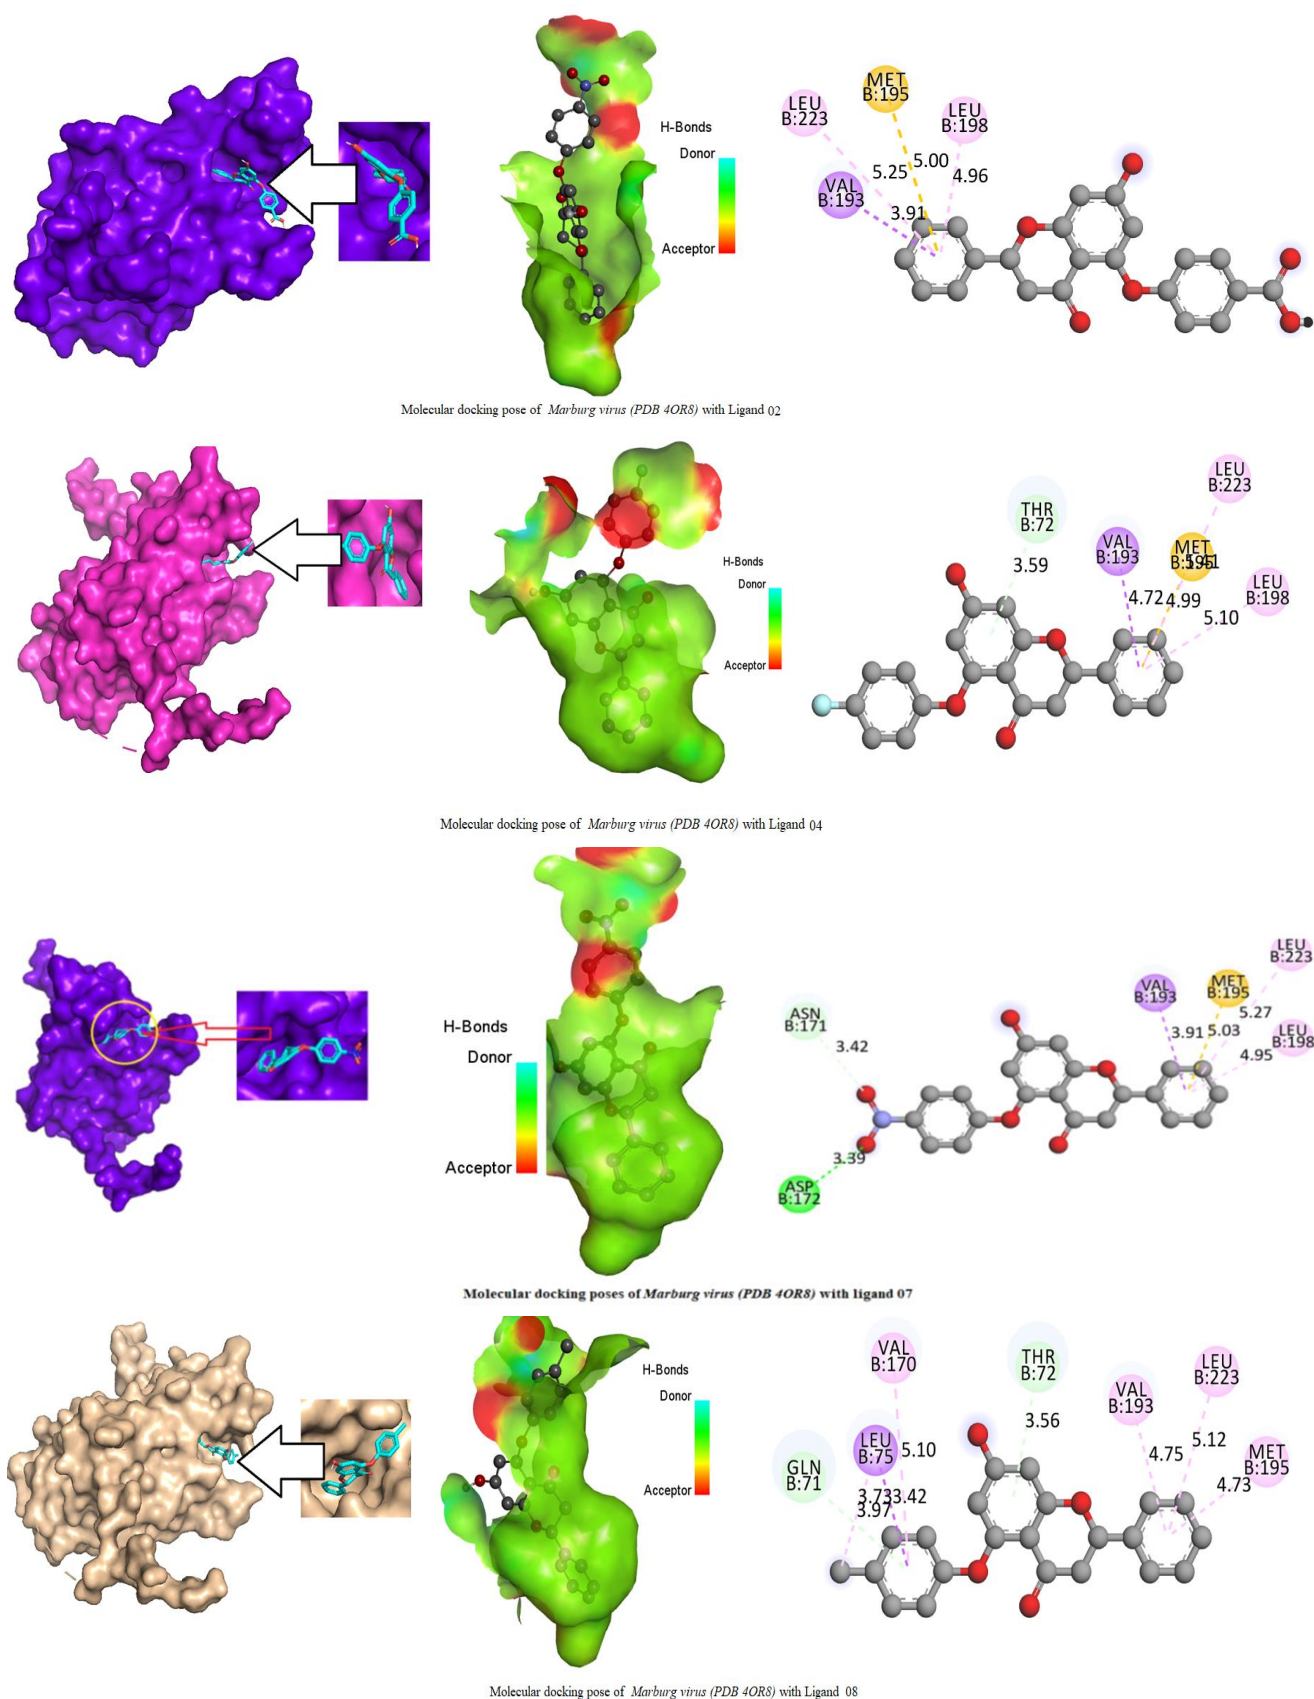 H-Bonds
Donor
Acceptor
LEU
B:223
MET
B:195
LEU
B:198
VAL
B:193
5.25
5.00
4.96
3.91
Molecular docking pose of Marburg virus (PDB 4OR8) with Ligand 02
H-Bonds
Donor
Acceptor
THR
B:72
LEU
B:223
VAL
B:193
MET
B:195
5.41
LEU
B:198
3.59
4.72
4.99
5.10
Molecular docking pose of Marburg virus (PDB 4OR8) with Ligand 04
H-Bonds
Donor
Acceptor
ASN
B:171
VAL
B:193
MET
B:195
LEU
B:223
LEU
B:198
3.42
3.91
5.03
5.27
4.95
3.39
ASP
B:172
Molecular docking poses of Marburg virus (PDB 4OR8) with ligand 07
H-Bonds
Donor
Acceptor
VAL
B:170
THR
B:72
VAL
B:193
LEU
B:223
LEU
B:75
GLN
B:71
MET
B:195
5.10
3.56
4.75
5.12
4.73
3.73
3.42
3.97
Molecular docking pose of Marburg virus (PDB 4OR8) with Ligand 08